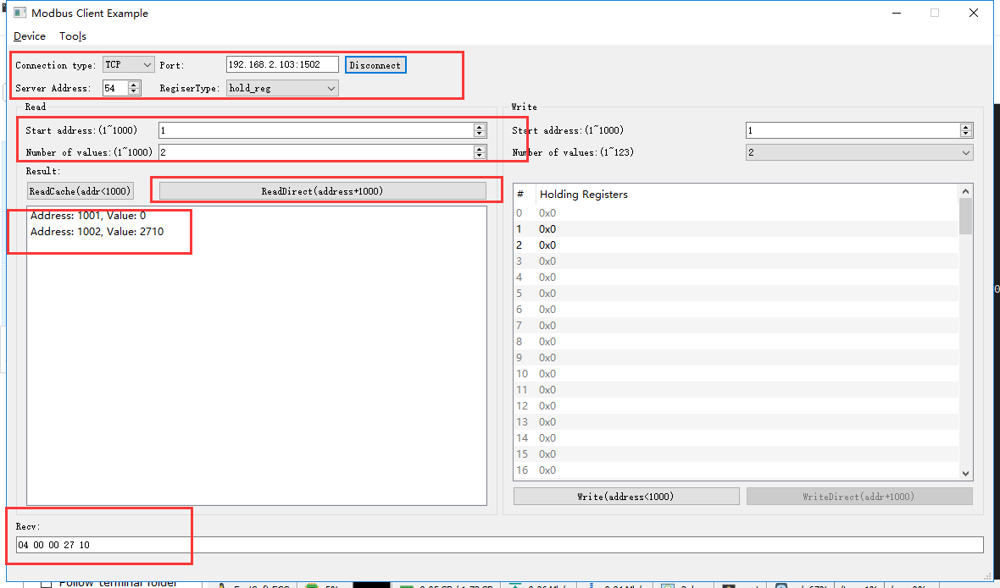 Modbus Client Example
Device Tools
Connection type: TCP Port: 192.168.2.103:1502 Disconnect
Server Address: 54 RegiserType: hold_reg
Read
Start address:(1~1000) 1
Number of values:(1~1000) 2
Result:
ReadCache(addr<1000) ReadDirect(address+1000)
Address: 1001, Value: 0
Address: 1002, Value: 2710
Write
Start address:(1~1000) 1
Number of values:(1~123) 2
# Holding Registers
0 0x0
1 0x0
2 0x0
3 0x0
4 0x0
5 0x0
6 0x0
7 0x0
8 0x0
9 0x0
10 0x0
11 0x0
12 0x0
13 0x0
14 0x0
15 0x0
16 0x0
Write(address<1000) WriteDirect(addr+1000)
Recv:
04 00 00 27 10
Follow terminal folder